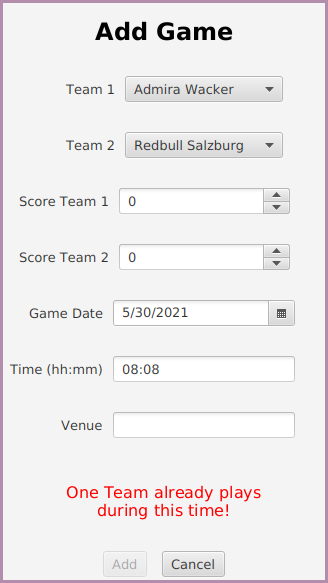 Add Game
Team 1 Admira Wacker
Team 2 Redbull Salzburg
Score Team 1 0
Score Team 2 0
Game Date 5/30/2021
Time (hh:mm) 08:08
Venue
One Team already plays
during this time!
Add Cancel